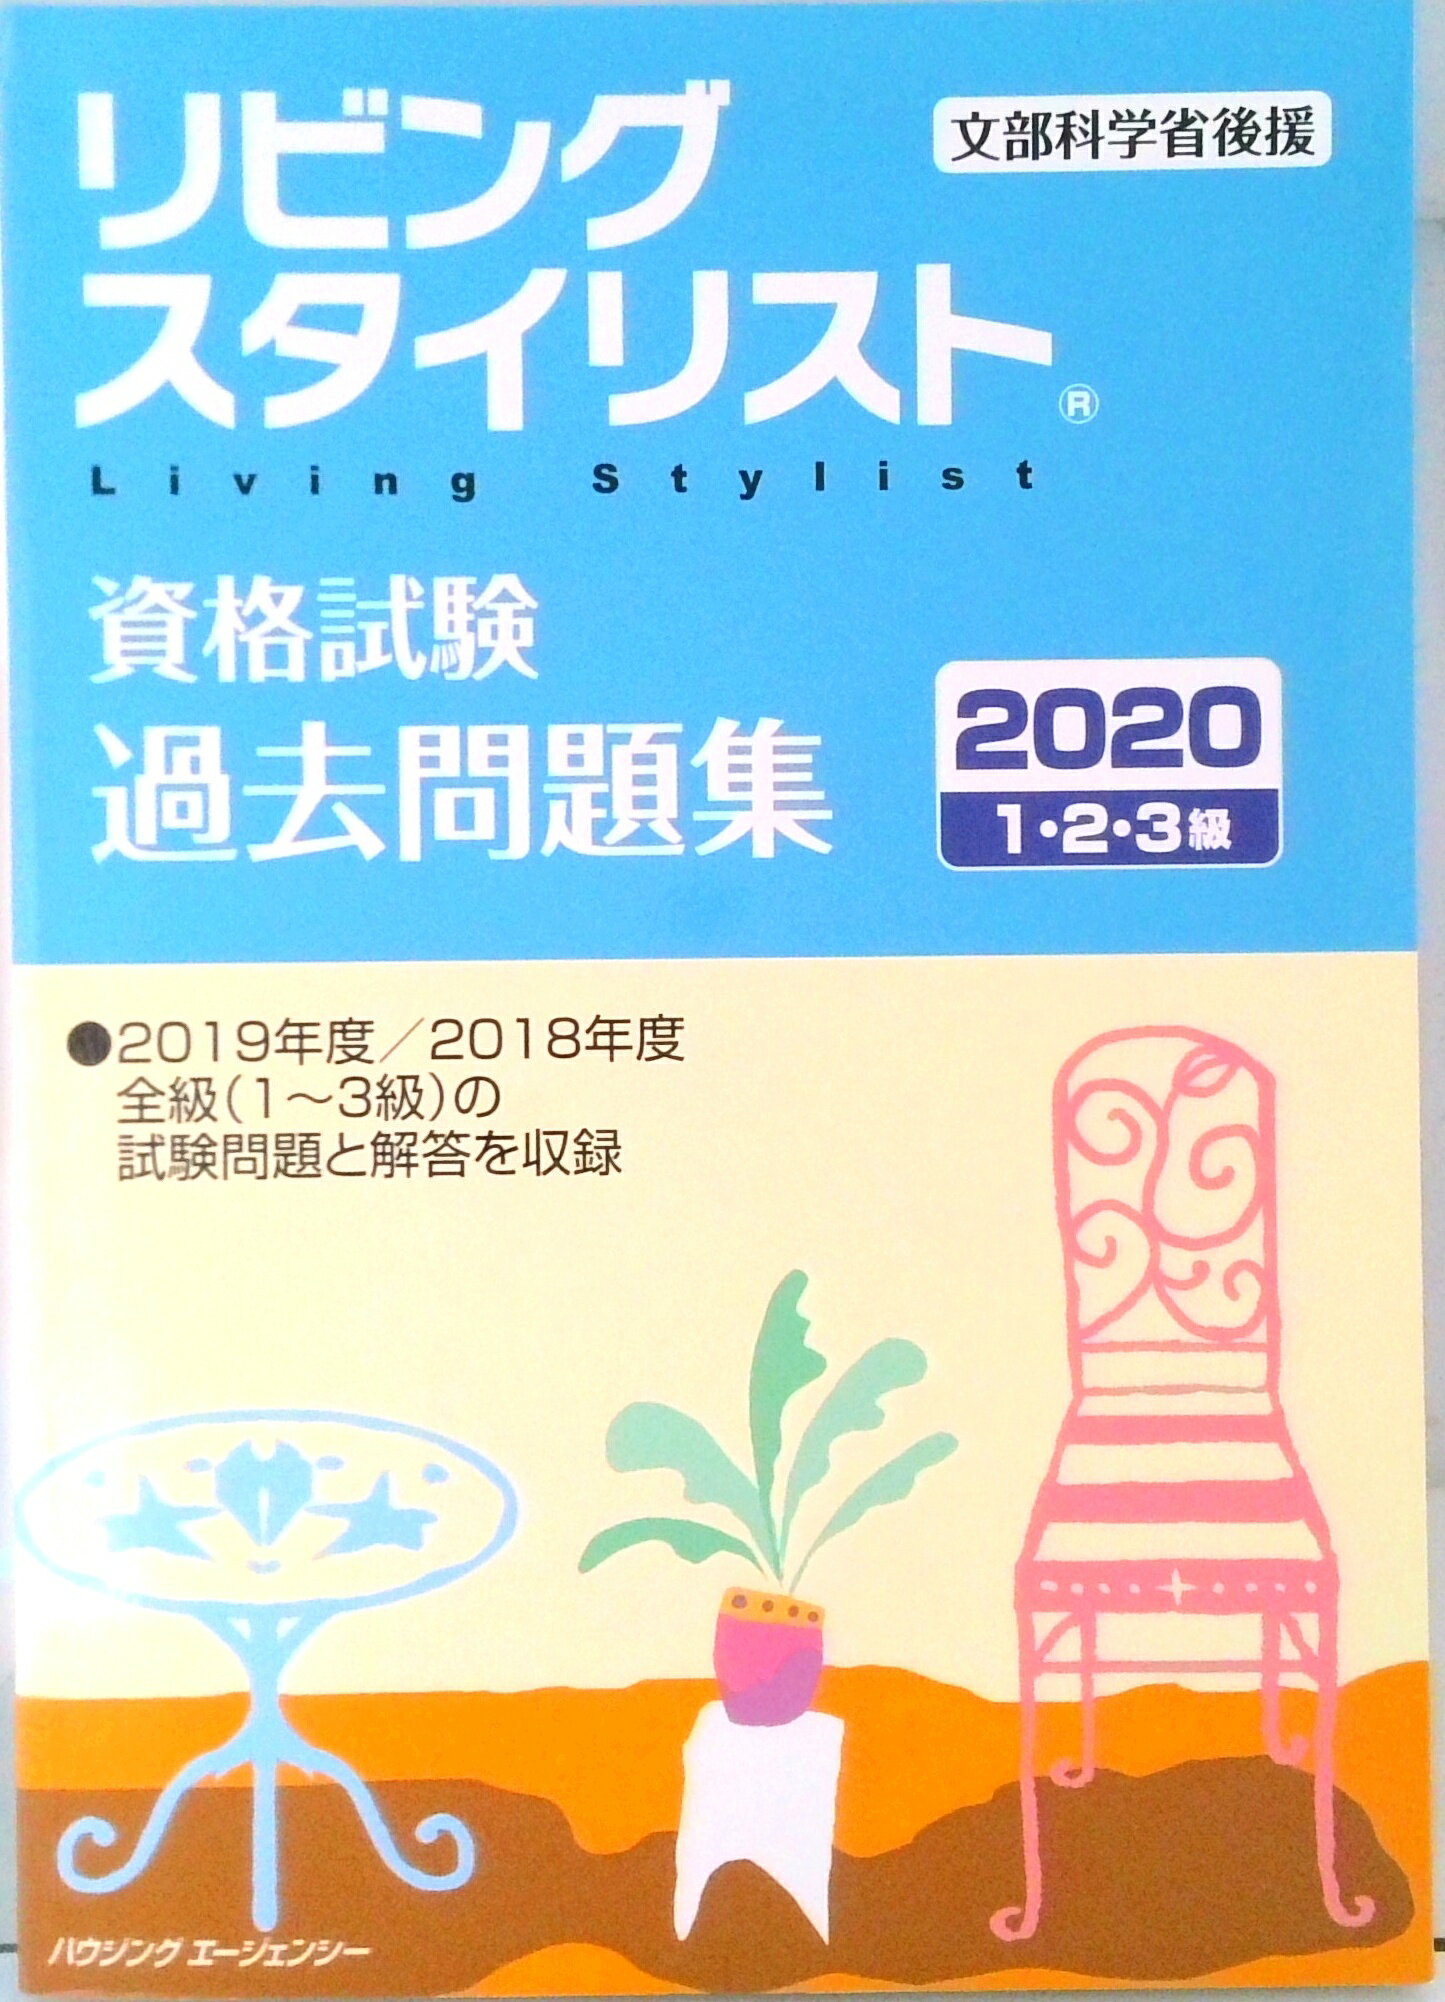 リビング
文部科学省後援
スタイリスト®
Living Stylist
資格試験
過去問題集
2020
1・2・3級
●2019年度／2018年度
全級（1～3級）の
試験問題と解答を収録
ハウジング エージェンシー